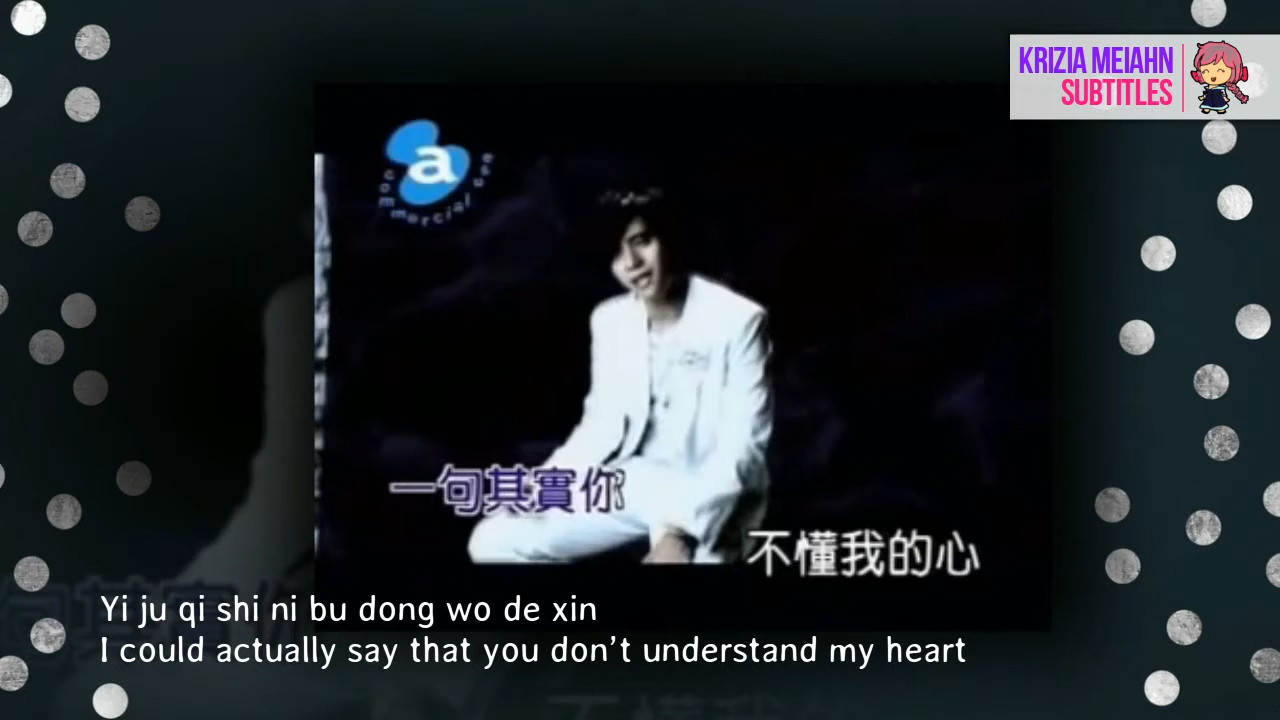 KRIZIA MEIAHN
SUBTITLES
a
commercial use
一句其實你
不懂我的心
Yi ju qi shi ni bu dong wo de xin
I could actually say that you don't understand my heart